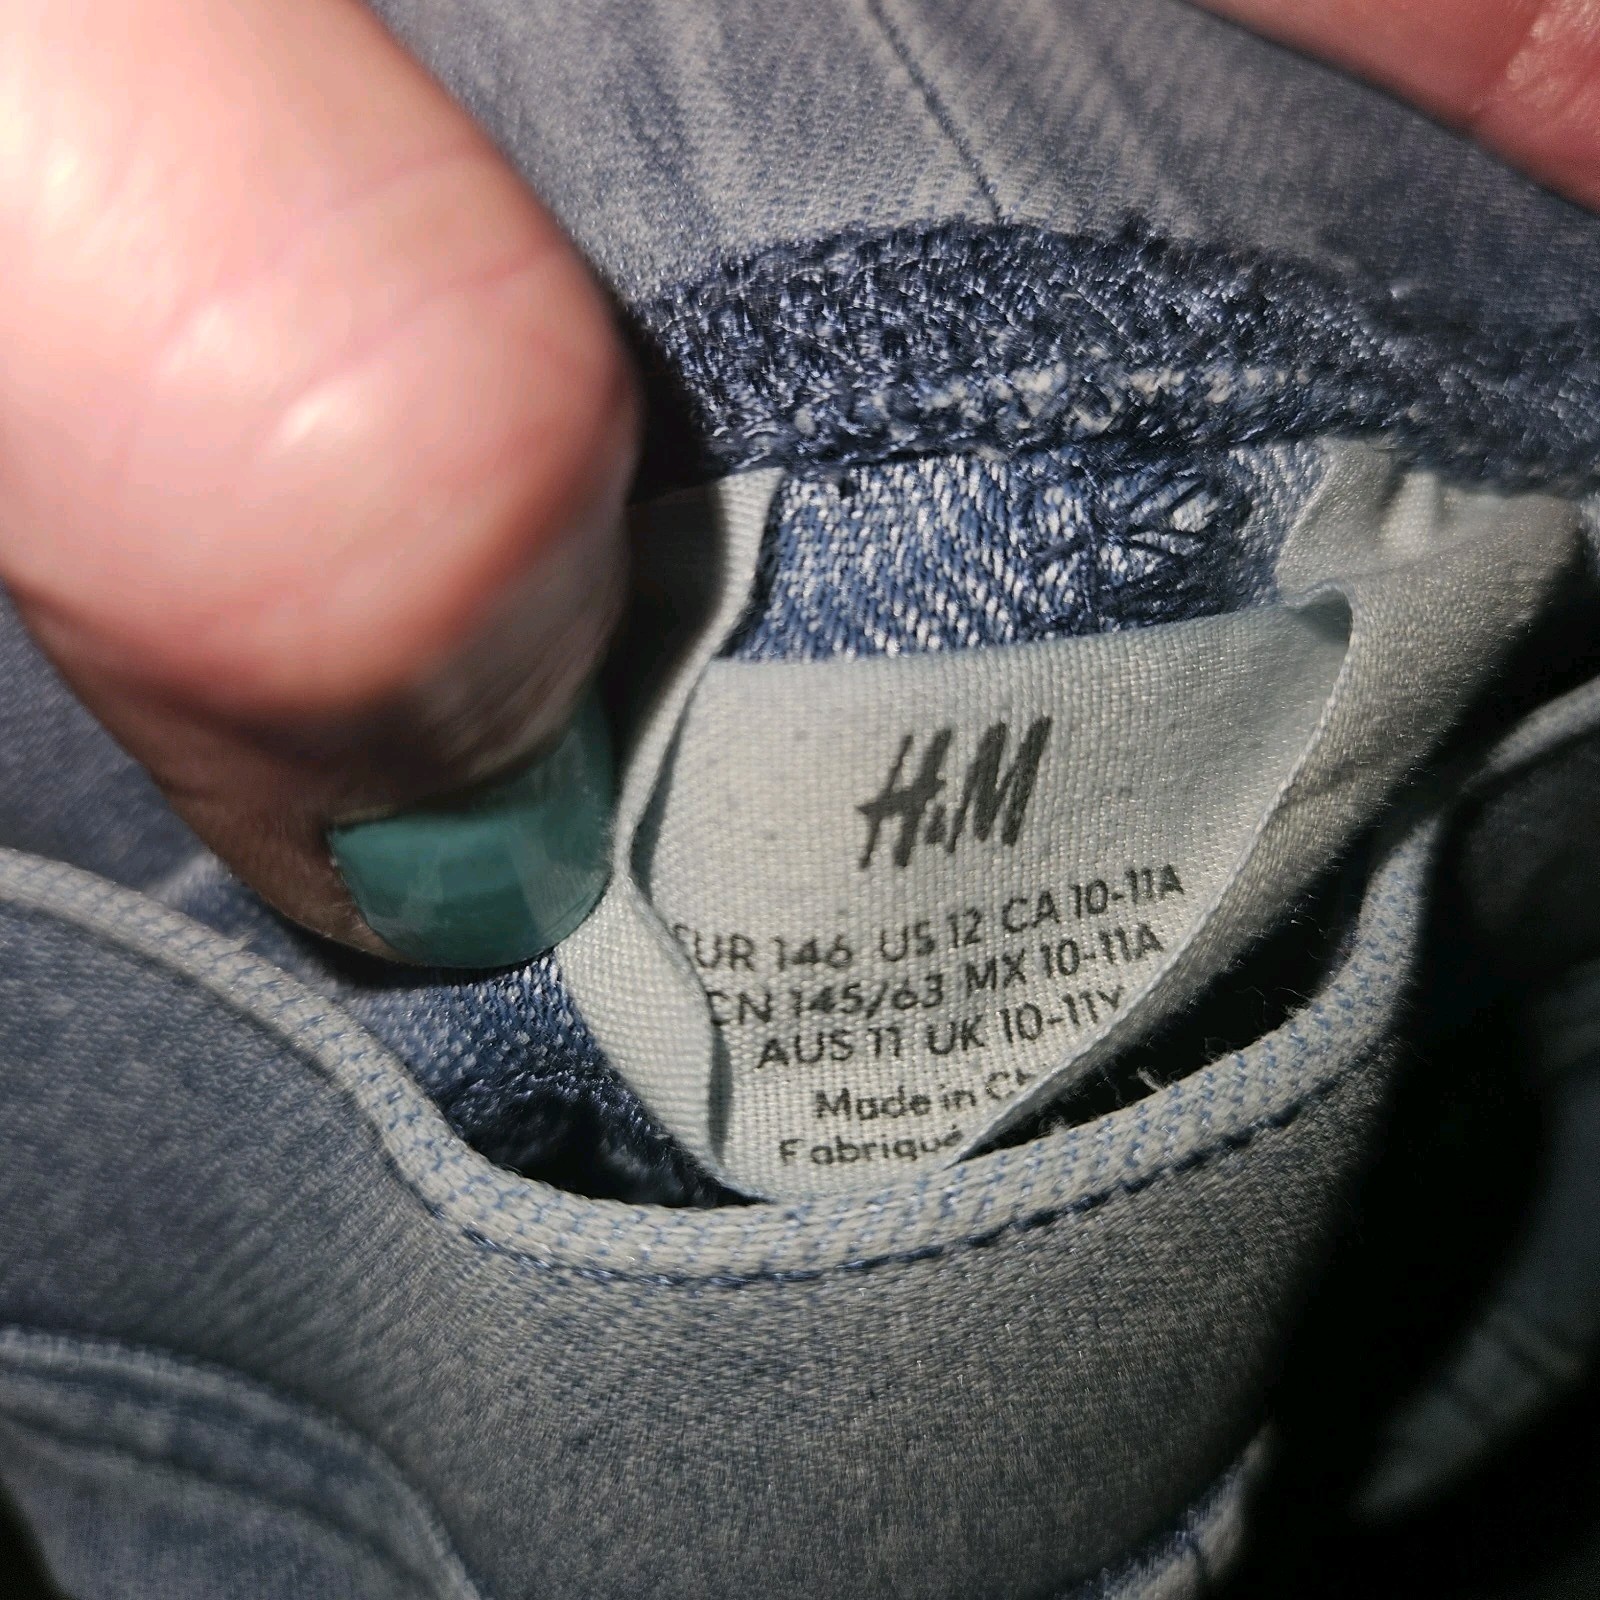 H&M
EUR 146 US 12 CA 10-11A
CN 145/63 MX 10-11A
AUS 11 UK 10-11Y
Made in
Fabriqué